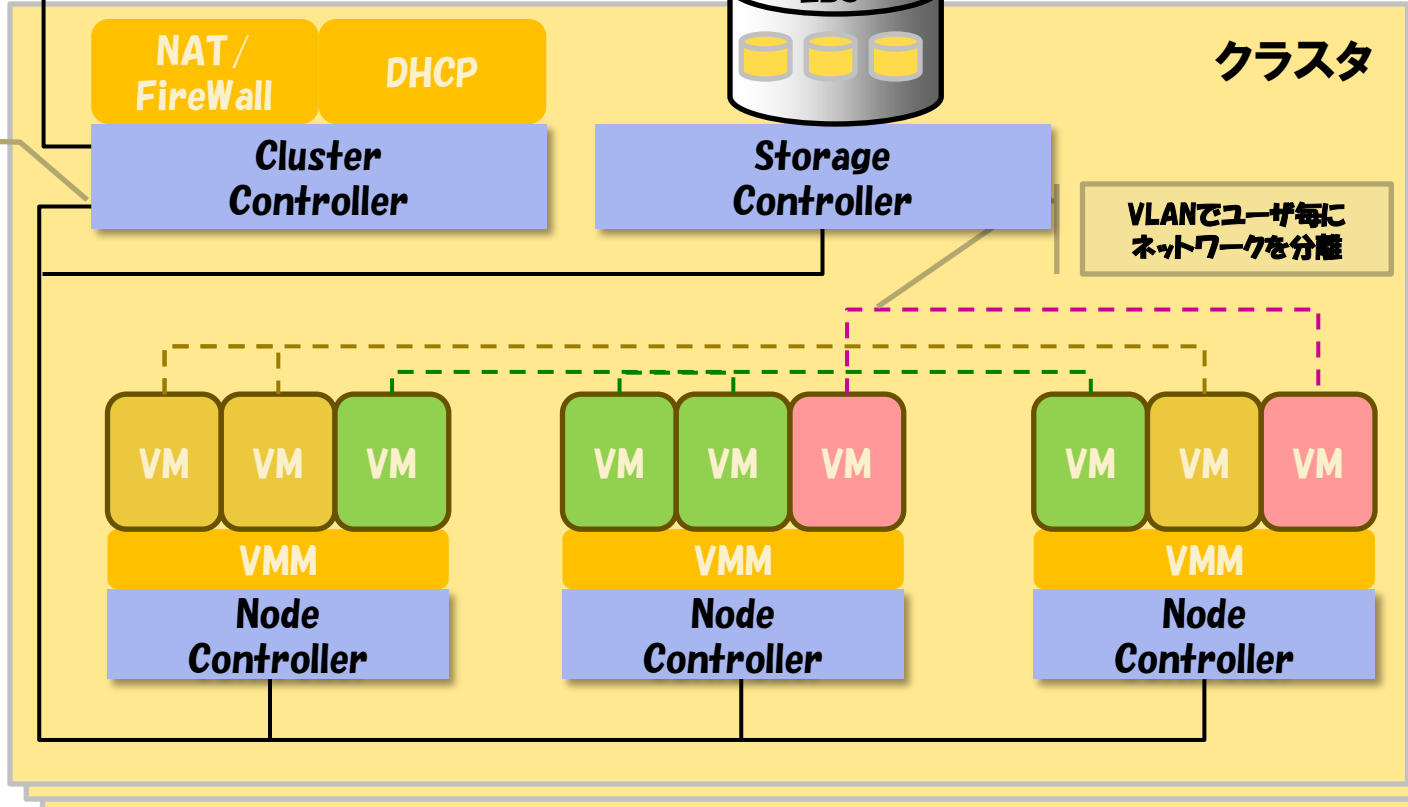 クラスタ
NAT/
FireWall
DHCP
Cluster
Controller
Storage
Controller
VLANでユーザ毎に
ネットワークを分離
VM
VM
VM
VM
VM
VM
VM
VM
VM
VMM
VMM
VMM
Node
Controller
Node
Controller
Node
Controller